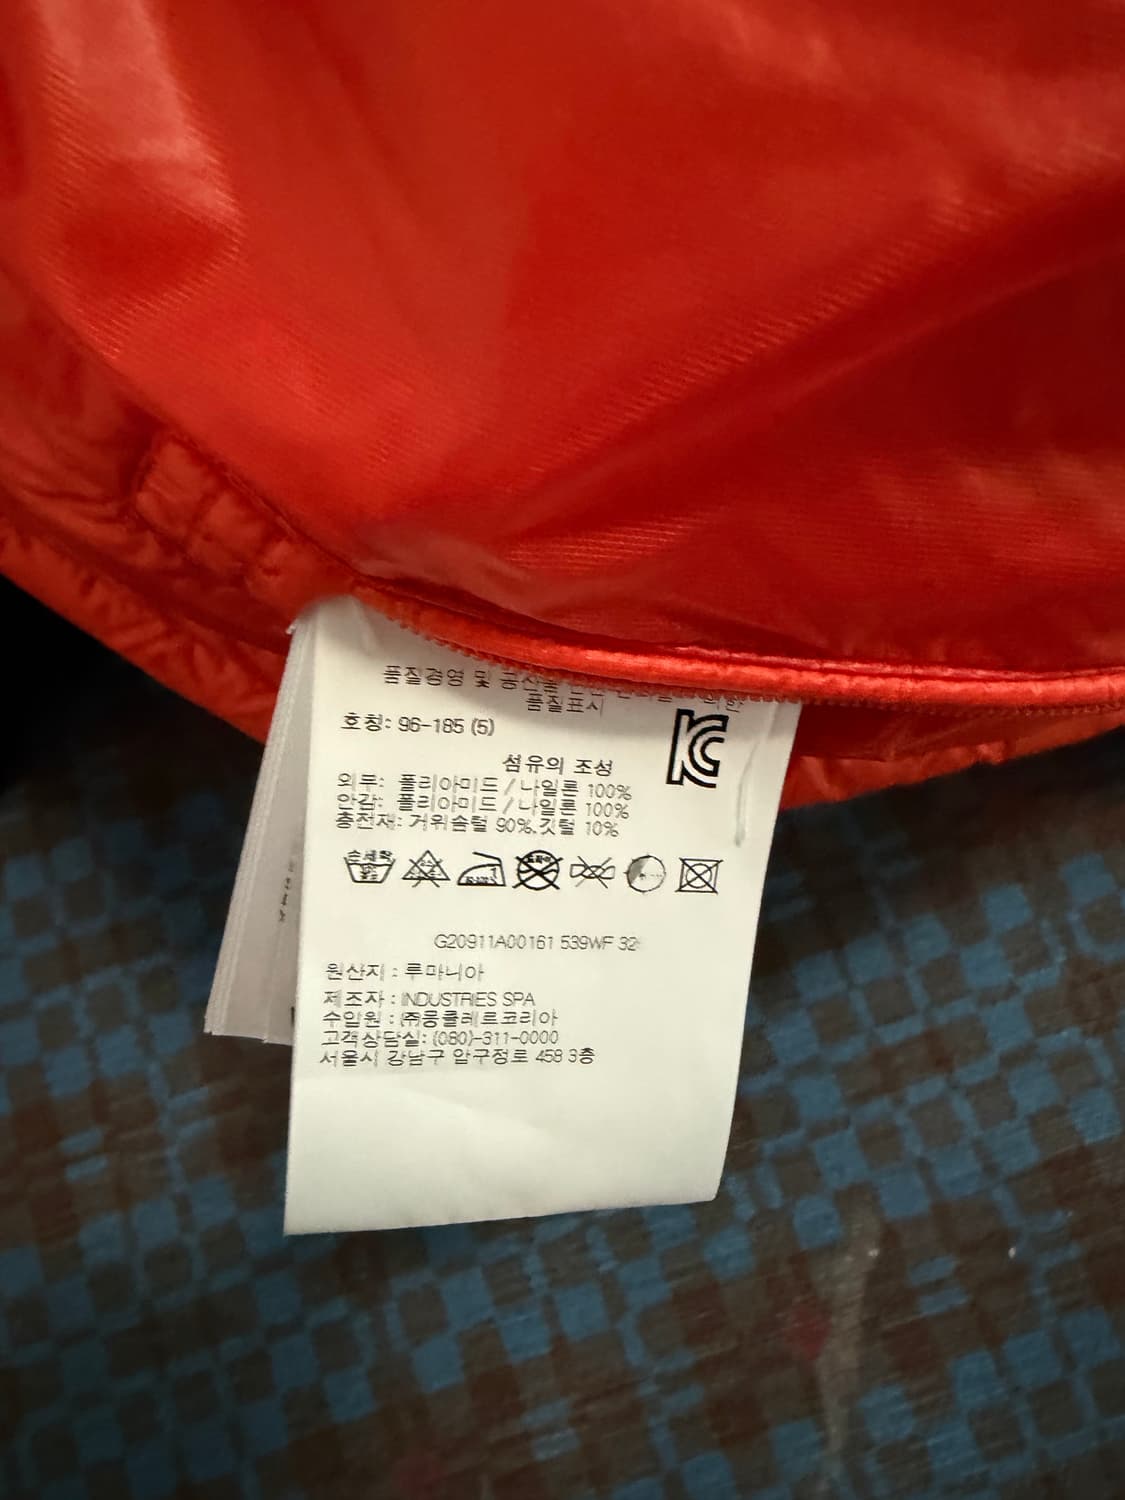 품질경영 및
품질표시
호칭: 96-185 (5)
KC
섬유의 조성
외부: 폴리아미드 / 나일론 100%
안감: 폴리아미드 / 나일론 100%
충전재: 거위솜털 90%, 깃털 10%
손세탁
G20911A00161 539WF 32
원산지 : 루마니아
제조자 : INDUSTRIES SPA
수입원 : (주)몽클레르코리아
고객상담실: (080)-311-0000
서울시 강남구 압구정로 458 3층